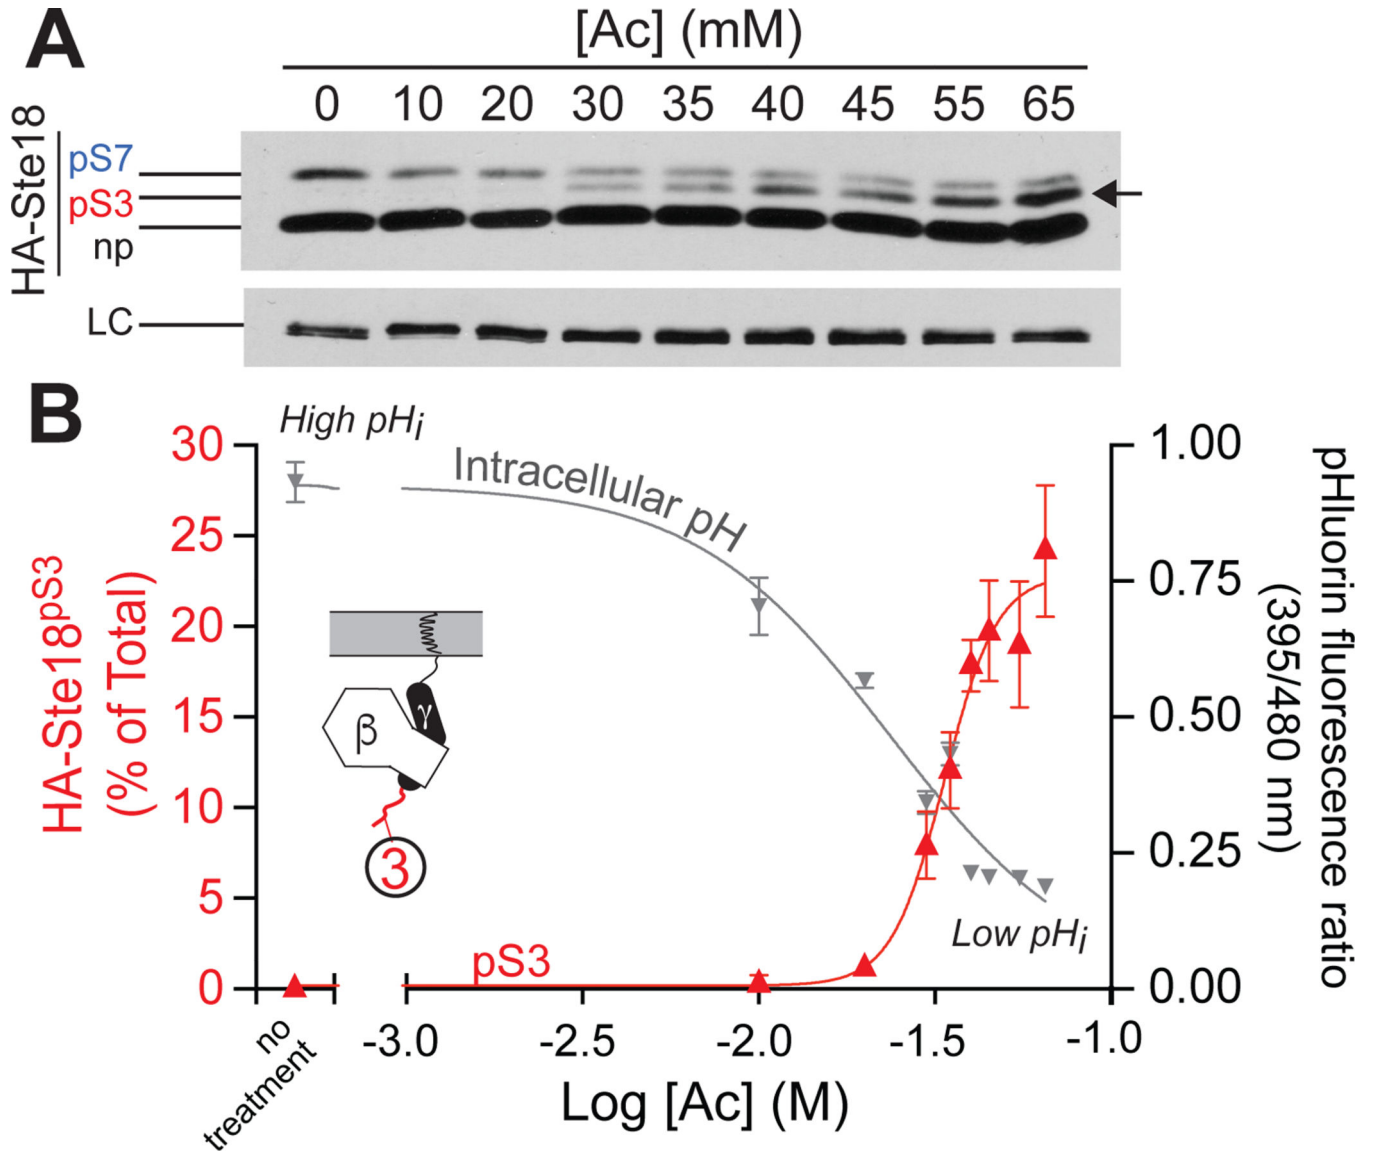 A
[Ac] (mM)
0 10 20 30 35 40 45 55 65
HA-Ste18
pS7
pS3
np
LC
B
High pHi
Intracellular pH
30
25
20
15
10
5
0
HA-Ste18pS3
(% of Total)
1.00
0.75
0.50
0.25
0.00
pHluorin fluorescence ratio
(395/480 nm)
β
γ
3
pS3
Low pHi
no
treatment
-3.0 -2.5 -2.0 -1.5 -1.0
Log [Ac] (M)